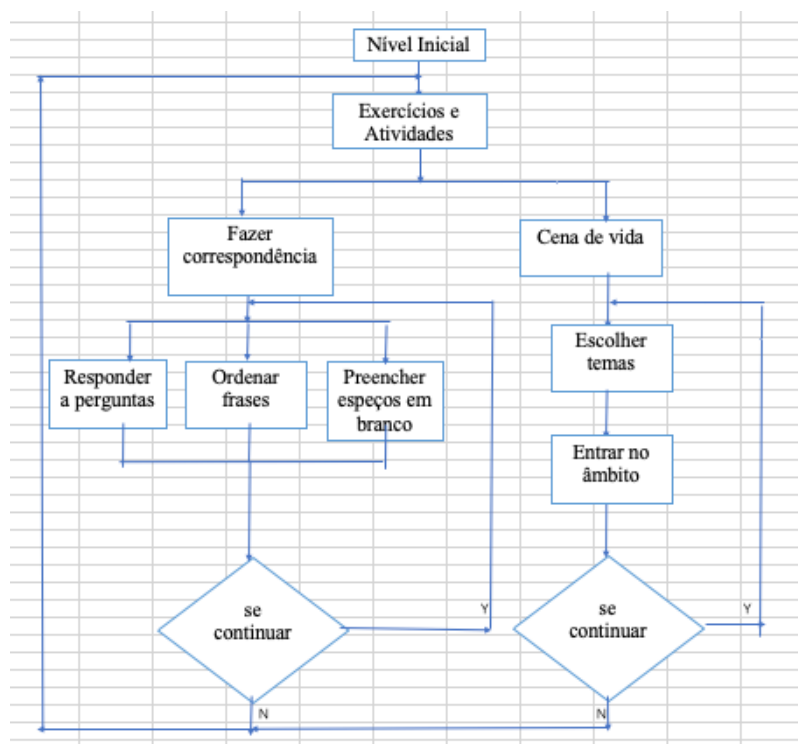 Nível Inicial
Exercícios e
Atividades
Fazer
correspondência
Cena de vida
Responder
a perguntas
Ordenar
frases
Preencher
espeços em
branco
Escolher
temas
Entrar no
âmbito
se
continuar
Y
N
se
continuar
Y
N